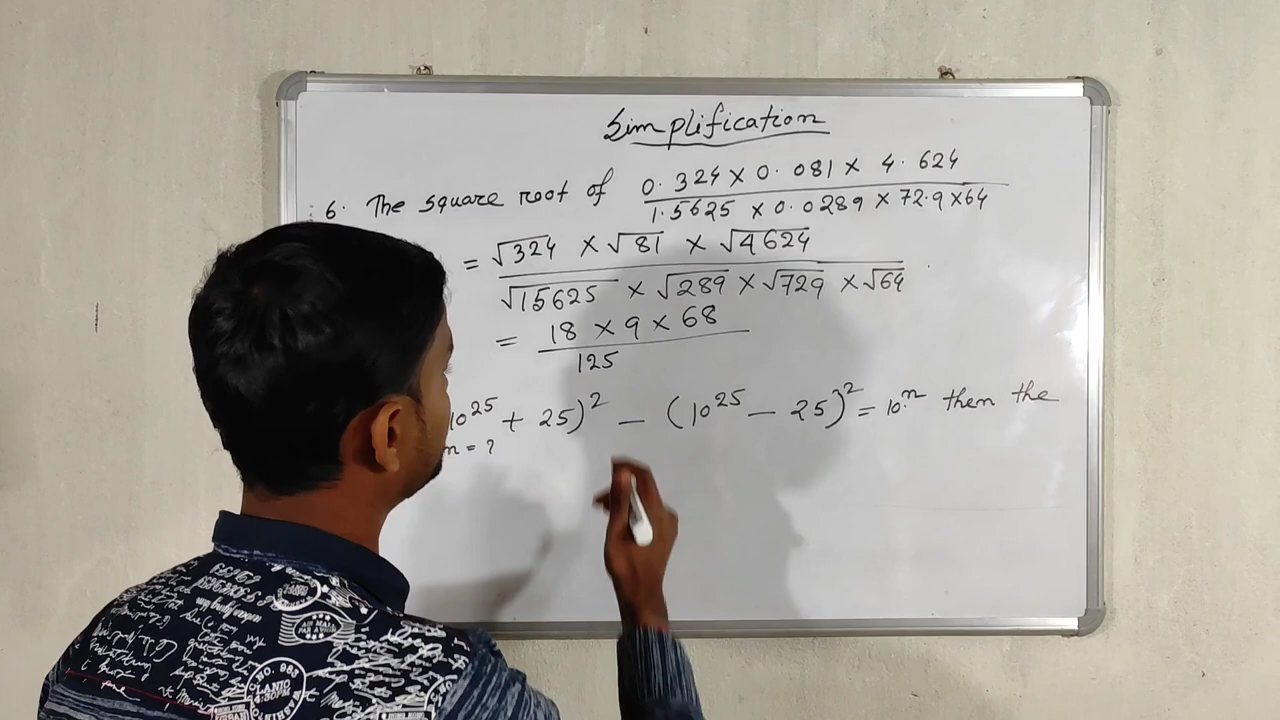 Simplification
6. The square root of 0.324 × 0.081 × 4.624 / 1.5625 × 0.0289 × 72.9 × 64
= √324 × √81 × √4624 / √15625 × √289 × √729 × √64
= 18 × 9 × 68 / 125
10^25 + 25)^2 − (10^25 − 25)^2 = 10^n then the
n = ?
AIR MAIL